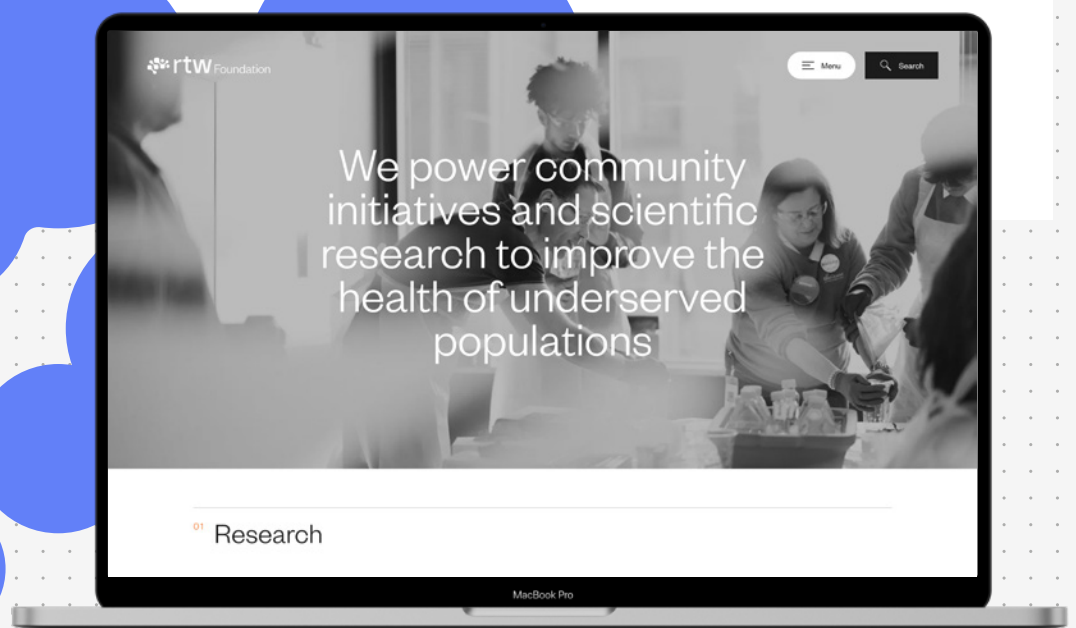 rtw Foundation
Menu
Search
We power community
initiatives and scientific
research to improve the
health of underserved
populations
01
Research
MacBook Pro